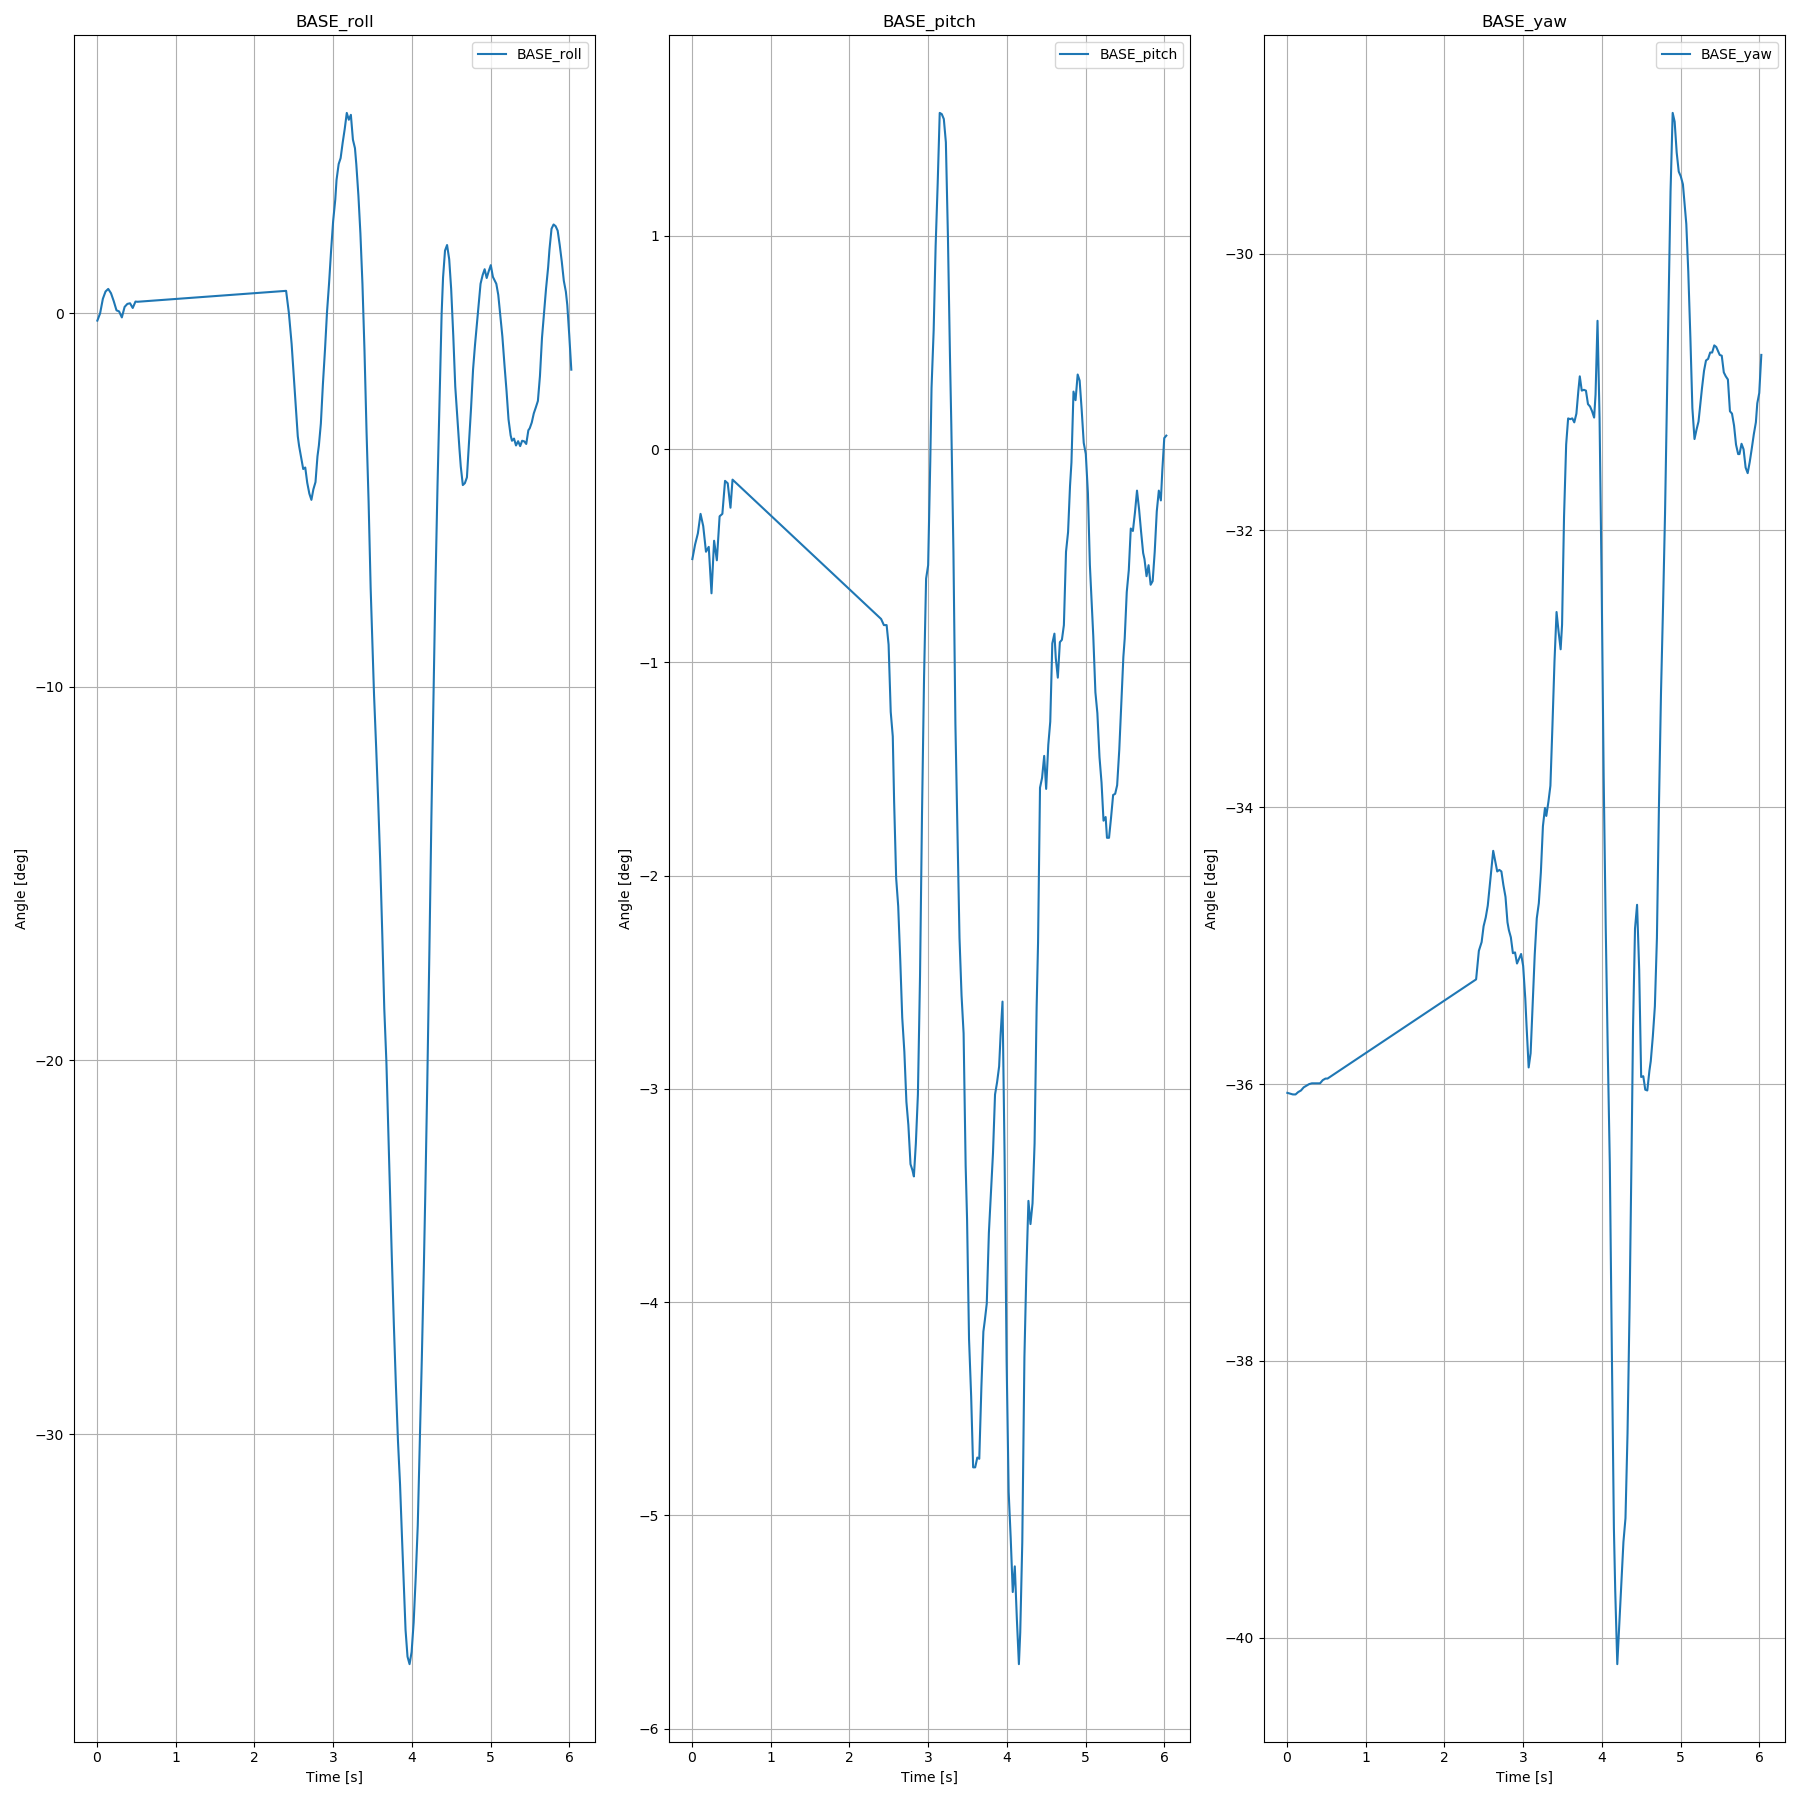 BASE_roll
BASE_roll
0
−10
−20
−30
Angle [deg]
0 1 2 3 4 5 6
Time [s]
BASE_pitch
BASE_pitch
1
0
−1
−2
−3
−4
−5
−6
Angle [deg]
0 1 2 3 4 5 6
Time [s]
BASE_yaw
BASE_yaw
−30
−32
−34
−36
−38
−40
Angle [deg]
0 1 2 3 4 5 6
Time [s]